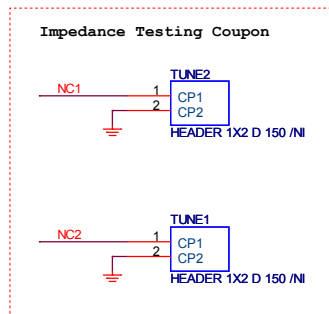 Impedance Testing Coupon
TUNE2
NC1
1
CP1
2
CP2
HEADER 1X2 D 150 /NI
TUNE1
NC2
1
CP1
2
CP2
HEADER 1X2 D 150 /NI